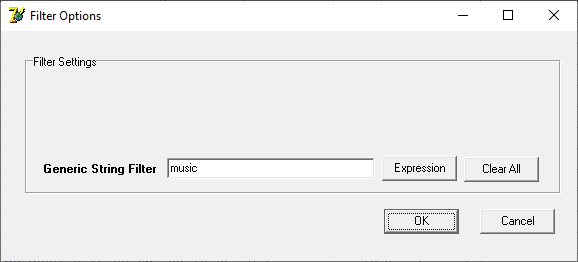 Filter Options
Filter Settings
Generic String Filter music Expression Clear All
OK Cancel